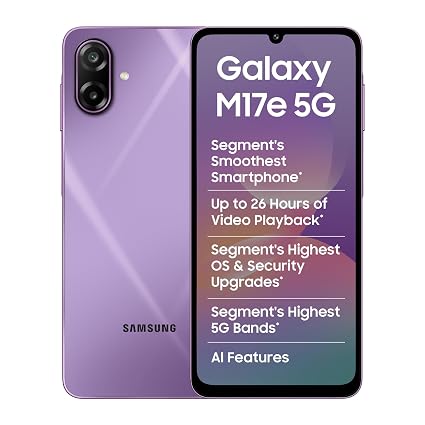 Galaxy
M17e 5G
Segment's
Smoothest
Smartphone*
Up to 26 Hours of
Video Playback*
Segment's Highest
OS & Security
Upgrades*
Segment's Highest
5G Bands*
AI Features
SAMSUNG